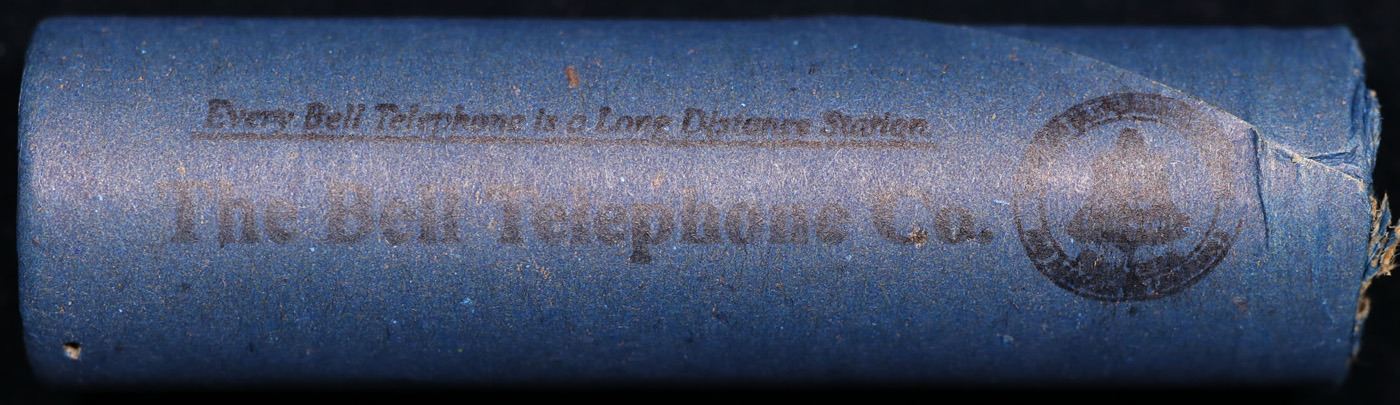 Every Bell Telephone is a Long Distance Station
The Bell Telephone Co.